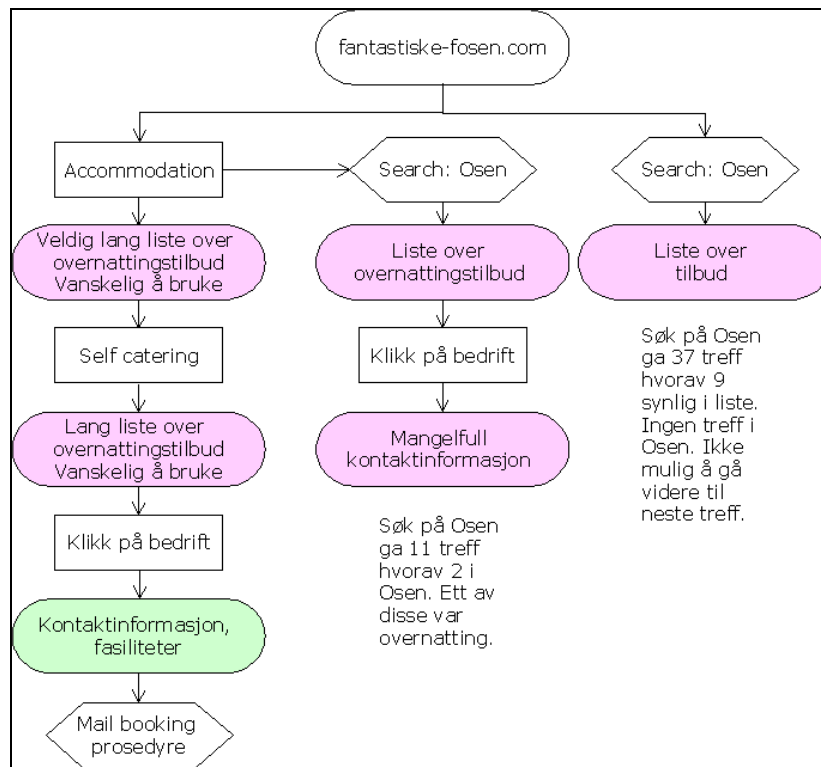 fantastiske-fosen.com
Accommodation
Search: Osen
Search: Osen
Veldig lang liste over
overnattingstilbud
Vanskelig å bruke
Liste over
overnattingstilbud
Liste over
tilbud
Self catering
Klikk på bedrift
Lang liste over
overnattingstilbud
Vanskelig å bruke
Mangelfull
kontaktinformasjon
Søk på Osen
ga 37 treff
hvorav 9
synlig i liste.
Ingen treff i
Osen. Ikke
mulig å gå
videre til
neste treff.
Klikk på bedrift
Søk på Osen
ga 11 treff
hvorav 2 i
Osen. Ett av
disse var
overnatting.
Kontaktinformasjon,
fasiliteter
Mail booking
prosedyre